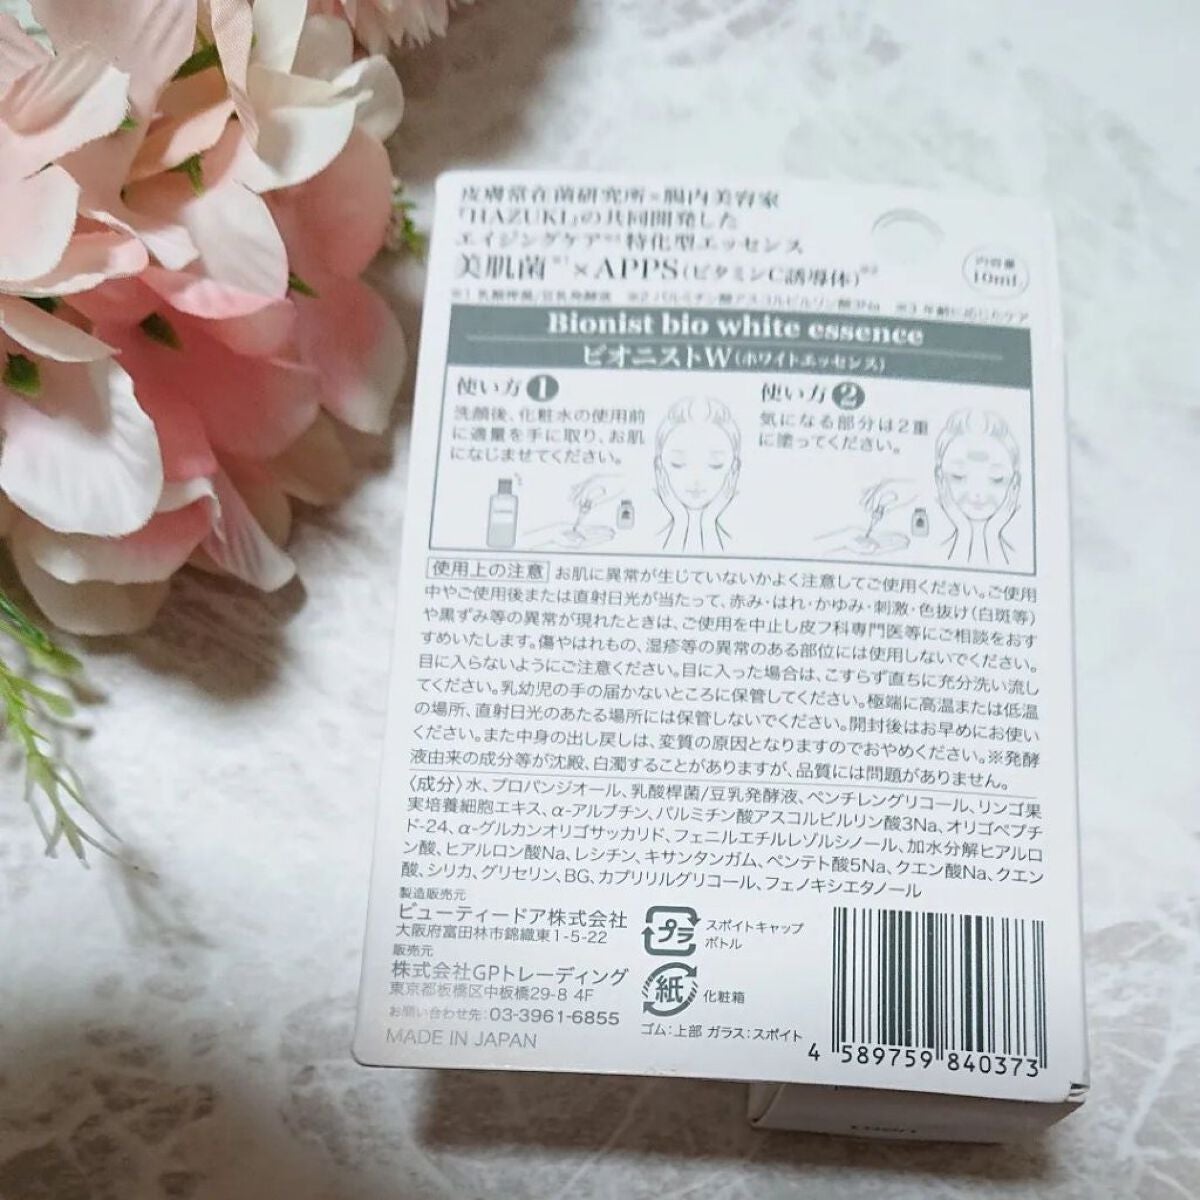 皮膚常在菌研究所×腸内美容家
「HAZUKI」の共同開発した
エイジングケア※3特化型エッセンス
美肌菌※1×APPS(ビタミンC誘導体)※2
内容量
10mL
※1 乳酸桿菌/豆乳発酵液 ※2 パルミチン酸アスコルビルリン酸3Na ※3 年齢に応じたケア
Bionist bio white essence
ビオニストW(ホワイトエッセンス)
使い方1
洗顔後、化粧水の使用前
に適量を手に取り、お肌
になじませてください。
使い方2
気になる部分は2重
に塗ってください。
使用上の注意 お肌に異常が生じていないかよく注意してご使用ください。ご使用
中やご使用後または直射日光が当たって、赤み・はれ・かゆみ・刺激・色抜け(白斑等)
や黒ずみ等の異常が現れたときは、ご使用を中止し皮フ科専門医等にご相談をおす
すめいたします。傷やはれもの、湿疹等の異常のある部位には使用しないでください。
目に入らないようにご注意ください。目に入った場合は、こすらず直ちに充分洗い流し
てください。乳幼児の手の届かないところに保管してください。極端に高温または低温
の場所、直射日光のあたる場所には保管しないでください。開封後はお早めにお使い
ください。また中身の出し戻しは、変質の原因となりますのでおやめください。※発酵
液由来の成分等が沈殿、白濁することがありますが、品質には問題がありません。
〈成分〉水、プロパンジオール、乳酸桿菌/豆乳発酵液、ペンチレングリコール、リンゴ果
実培養細胞エキス、α-アルブチン、パルミチン酸アスコルビルリン酸3Na、オリゴペプチ
ド-24、α-グルカンオリゴサッカリド、フェニルエチルレゾルシノール、加水分解ヒアルロ
ン酸、ヒアルロン酸Na、レシチン、キサンタンガム、ペンテト酸5Na、クエン酸Na、クエン
酸、シリカ、グリセリン、BG、カプリリルグリコール、フェノキシエタノール
製造販売元
ビューティードア株式会社
大阪府富田林市錦織東1-5-22
販売元
株式会社GPトレーディング
東京都板橋区中板橋29-8 4F
お問い合わせ先:03-3961-6855
MADE IN JAPAN
プラ
スポイトキャップ
ボトル
紙
化粧箱
ゴム:上部 ガラス:スポイト
4 589759 840373